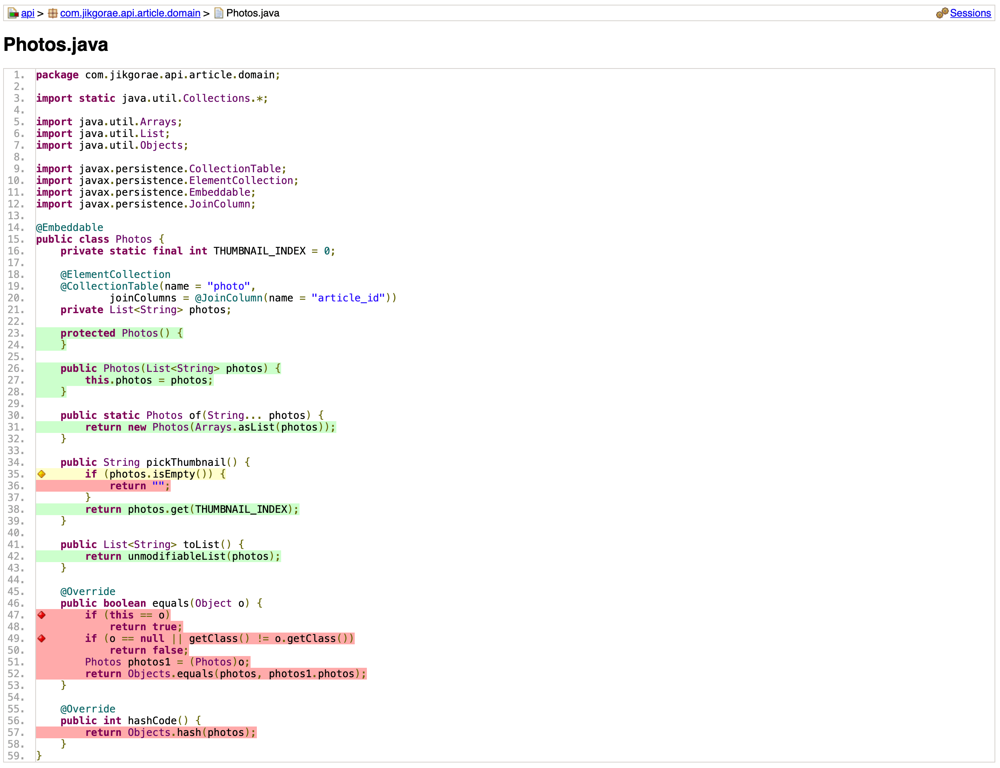 api > com.jikgorae.api.article.domain > Photos.java Sessions
Photos.java
1. package com.jikgorae.api.article.domain;
2.
3. import static java.util.Collections.*;
4.
5. import java.util.Arrays;
6. import java.util.List;
7. import java.util.Objects;
8.
9. import javax.persistence.CollectionTable;
10. import javax.persistence.ElementCollection;
11. import javax.persistence.Embeddable;
12. import javax.persistence.JoinColumn;
13.
14. @Embeddable
15. public class Photos {
16.     private static final int THUMBNAIL_INDEX = 0;
17.
18.     @ElementCollection
19.     @CollectionTable(name = "photo",
20.             joinColumns = @JoinColumn(name = "article_id"))
21.     private List<String> photos;
22.
23.     protected Photos() {
24.     }
25.
26.     public Photos(List<String> photos) {
27.         this.photos = photos;
28.     }
29.
30.     public static Photos of(String... photos) {
31.         return new Photos(Arrays.asList(photos));
32.     }
33.
34.     public String pickThumbnail() {
35.         if (photos.isEmpty()) {
36.             return "";
37.         }
38.         return photos.get(THUMBNAIL_INDEX);
39.     }
40.
41.     public List<String> toList() {
42.         return unmodifiableList(photos);
43.     }
44.
45.     @Override
46.     public boolean equals(Object o) {
47.         if (this == o)
48.             return true;
49.         if (o == null || getClass() != o.getClass())
50.             return false;
51.         Photos photos1 = (Photos)o;
52.         return Objects.equals(photos, photos1.photos);
53.     }
54.
55.     @Override
56.     public int hashCode() {
57.         return Objects.hash(photos);
58.     }
59. }